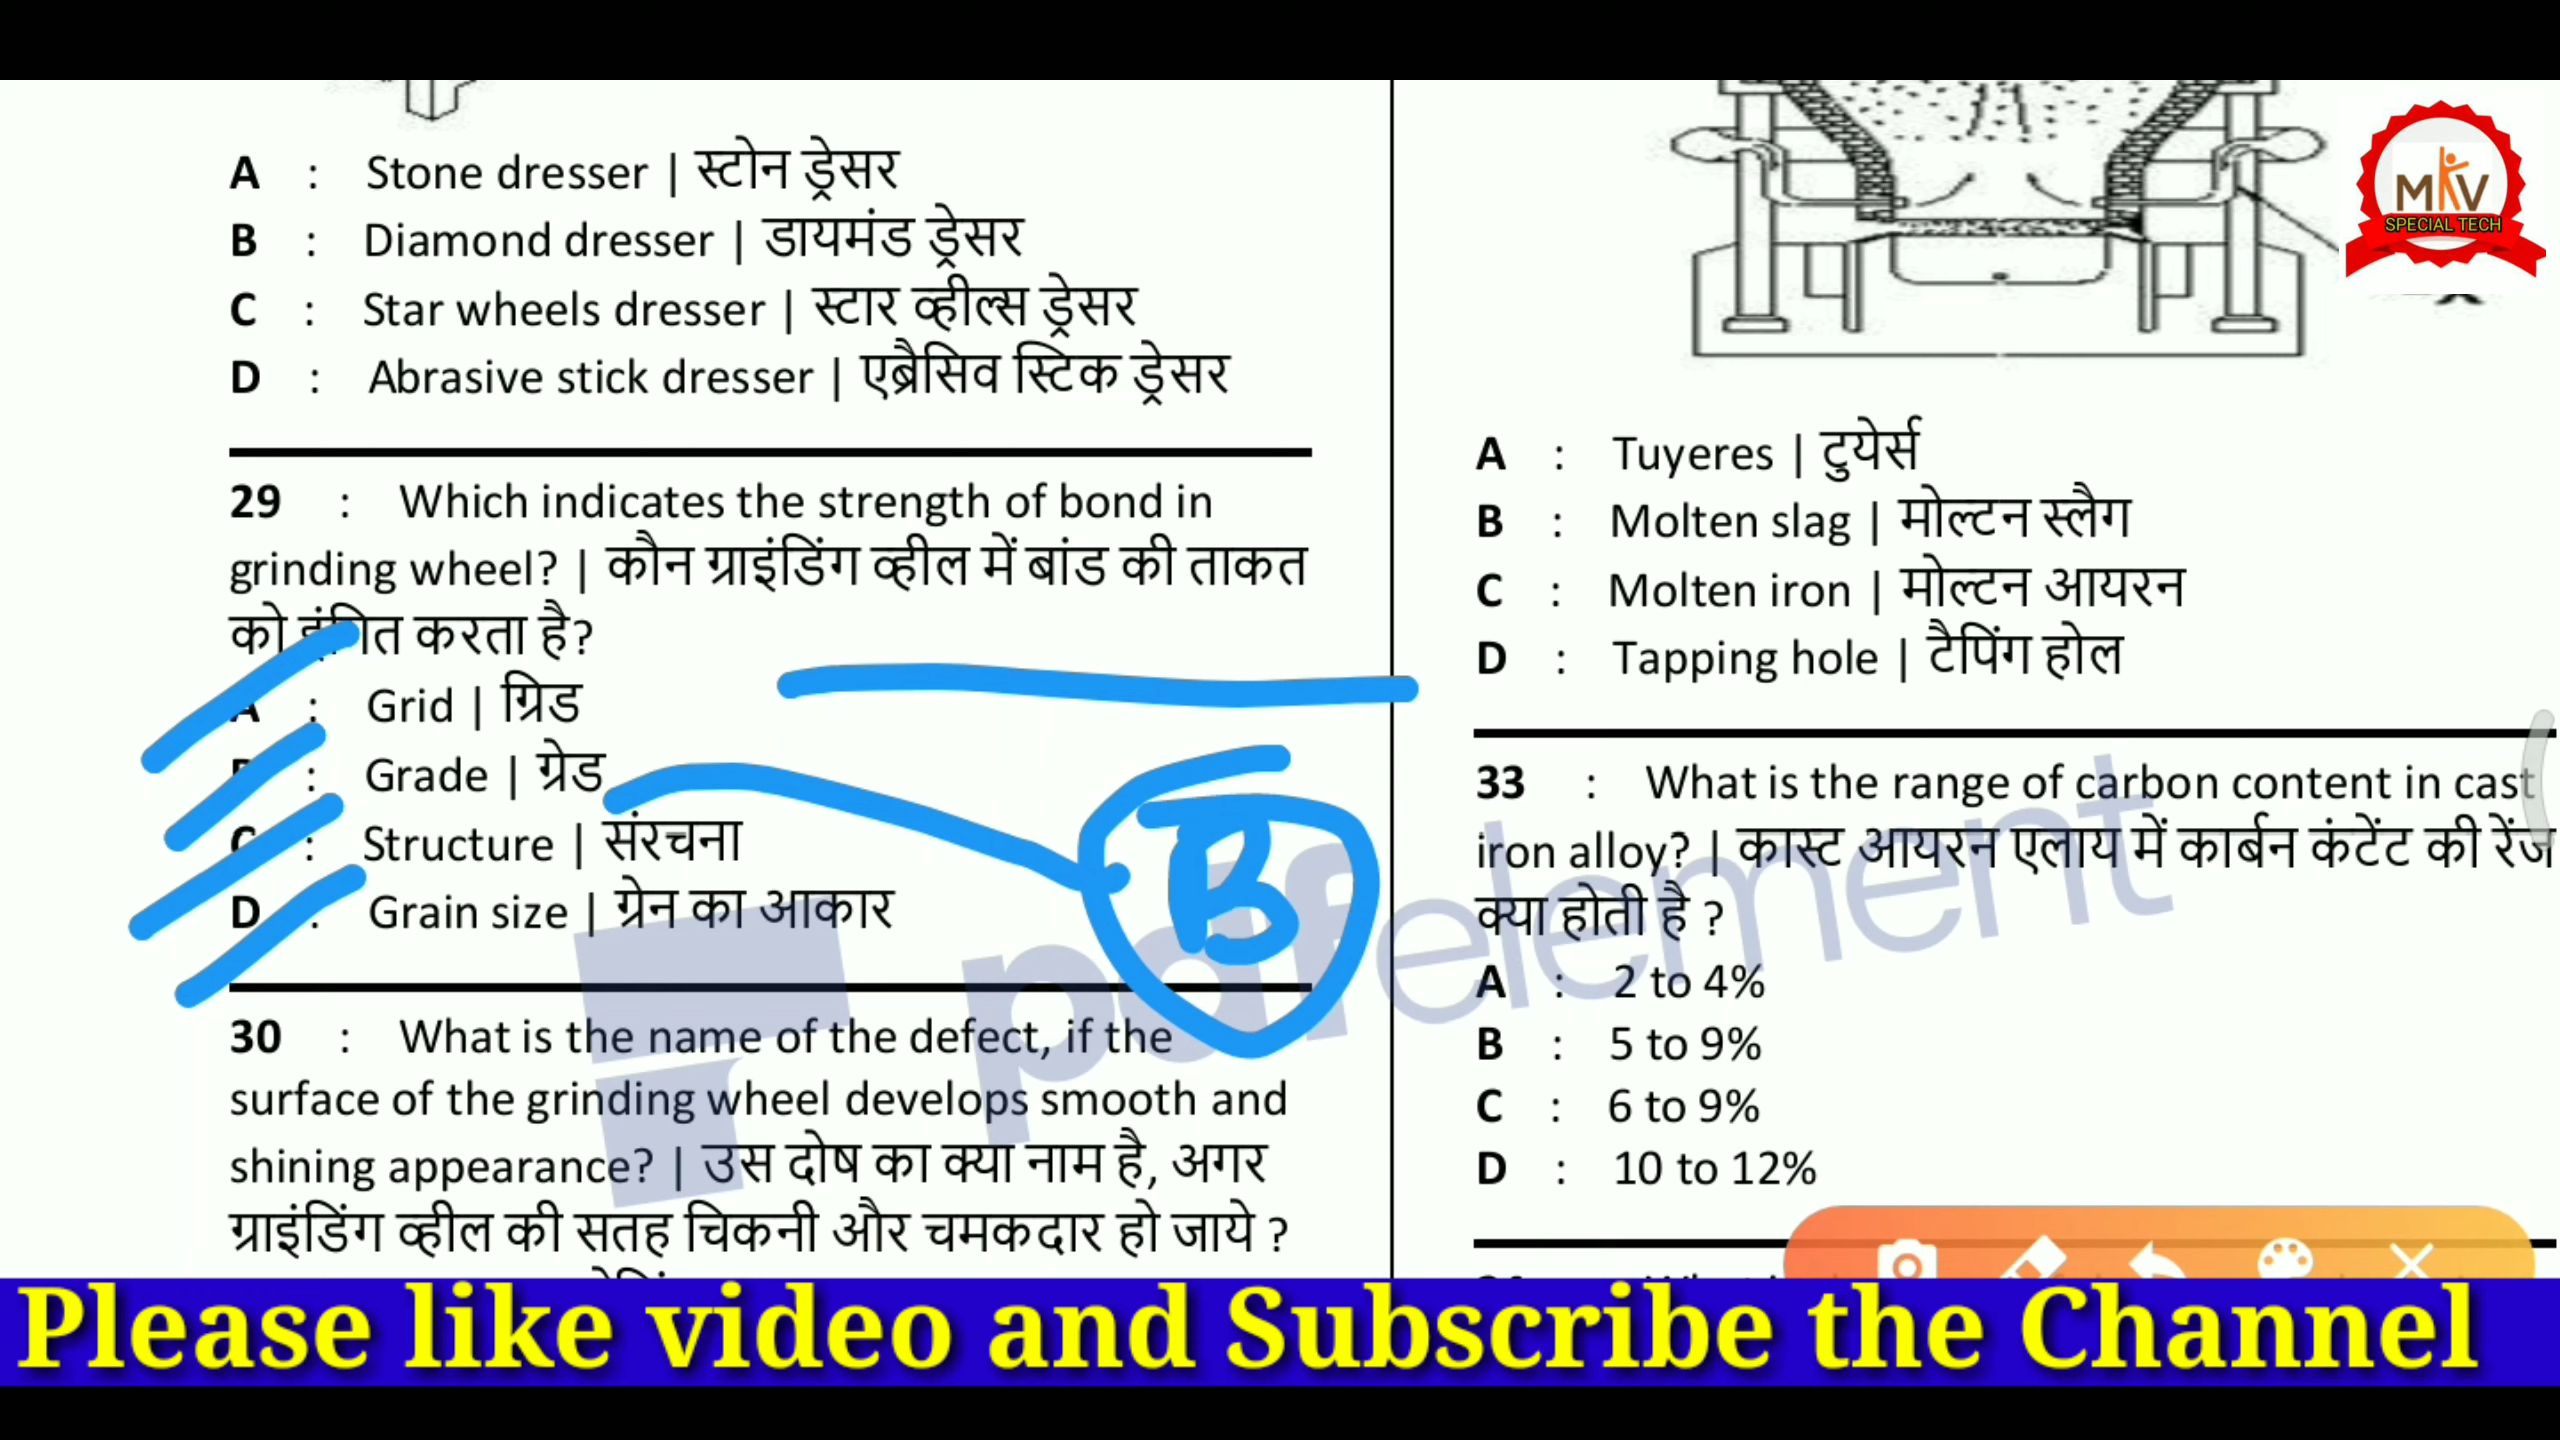 A : Stone dresser | स्टोन ड्रेसर
B : Diamond dresser | डायमंड ड्रेसर
C : Star wheels dresser | स्टार व्हील्स ड्रेसर
D : Abrasive stick dresser | एब्रैसिव स्टिक ड्रेसर
29 : Which indicates the strength of bond in
grinding wheel? | कौन ग्राइंडिंग व्हील में बांड की ताकत
को इंगित करता है?
A : Grid | ग्रिड
B : Grade | ग्रेड
C : Structure | संरचना
D : Grain size | ग्रेन का आकार
B
30 : What is the name of the defect, if the
surface of the grinding wheel develops smooth and
shining appearance? | उस दोष का क्या नाम है, अगर
ग्राइंडिंग व्हील की सतह चिकनी और चमकदार हो जाये ?
A : Tuyeres | टुयेर्स
B : Molten slag | मोल्टन स्लैग
C : Molten iron | मोल्टन आयरन
D : Tapping hole | टैपिंग होल
33 : What is the range of carbon content in cast
iron alloy? | कास्ट आयरन एलाय में कार्बन कंटेंट की रेंज
क्या होती है ?
A : 2 to 4%
B : 5 to 9%
C : 6 to 9%
D : 10 to 12%
MKV
SPECIAL TECH
pdfelement
Please like video and Subscribe the Channel